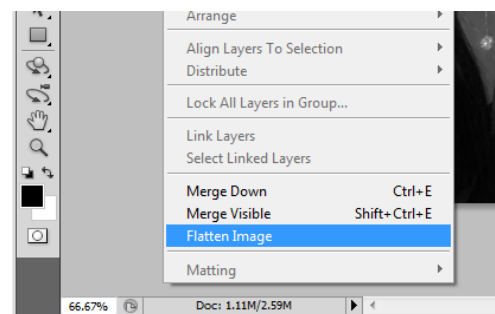 Arrange
Align Layers To Selection
Distribute
Lock All Layers in Group...
Link Layers
Select Linked Layers
Merge Down Ctrl+E
Merge Visible Shift+Ctrl+E
Flatten Image
Matting
66.67% Doc: 1.11M/2.59M